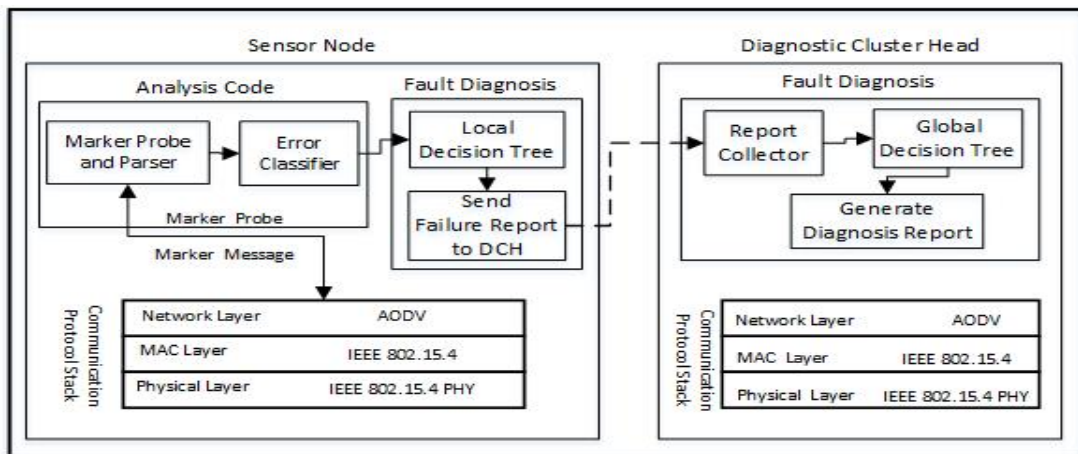 Sensor Node
Analysis Code
Marker Probe
and Parser
Error
Classifier
Marker Probe
Marker Message
Fault Diagnosis
Local
Decision Tree
Send
Failure Report
to DCH
Communication
Protocol Stack
Network Layer AODV
MAC Layer IEEE 802.15.4
Physical Layer IEEE 802.15.4 PHY
Diagnostic Cluster Head
Fault Diagnosis
Report
Collector
Global
Decision Tree
Generate
Diagnosis Report
Communication
Protocol Stack
Network Layer AODV
MAC Layer IEEE 802.15.4
Physical Layer IEEE 802.15.4 PHY